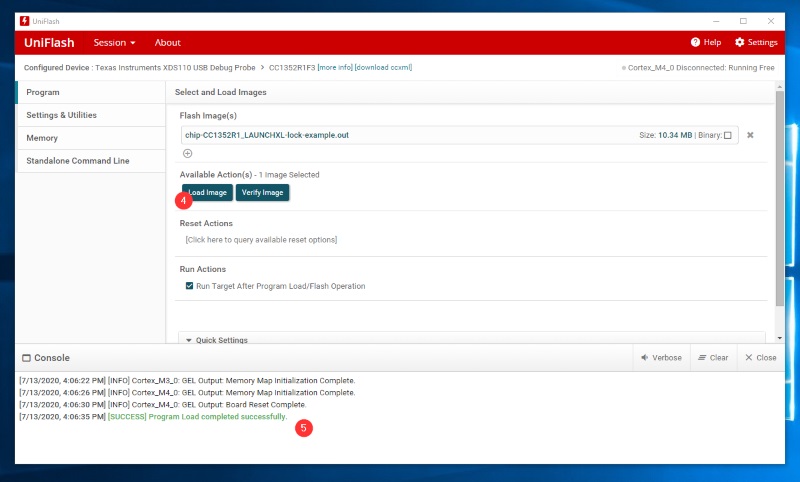 UniFlash
UniFlash Session About Help Settings
Configured Device : Texas Instruments XDS110 USB Debug Probe > CC1352R1F3 [more info] [download ccxml] Cortex_M4_0 Disconnected: Running Free
Program
Settings & Utilities
Memory
Standalone Command Line
Select and Load Images
Flash Image(s)
chip-CC1352R1_LAUNCHXL-lock-example.out Size: 10.34 MB | Binary:
Available Action(s) - 1 Image Selected
Load Image Verify Image
4
Reset Actions
[Click here to query available reset options]
Run Actions
Run Target After Program Load/Flash Operation
Quick Settings
Console Verbose Clear Close
[7/13/2020, 4:06:22 PM] [INFO] Cortex_M3_0: GEL Output: Memory Map Initialization Complete.
[7/13/2020, 4:06:26 PM] [INFO] Cortex_M4_0: GEL Output: Memory Map Initialization Complete.
[7/13/2020, 4:06:30 PM] [INFO] Cortex_M4_0: GEL Output: Board Reset Complete.
[7/13/2020, 4:06:35 PM] [SUCCESS] Program Load completed successfully.
5